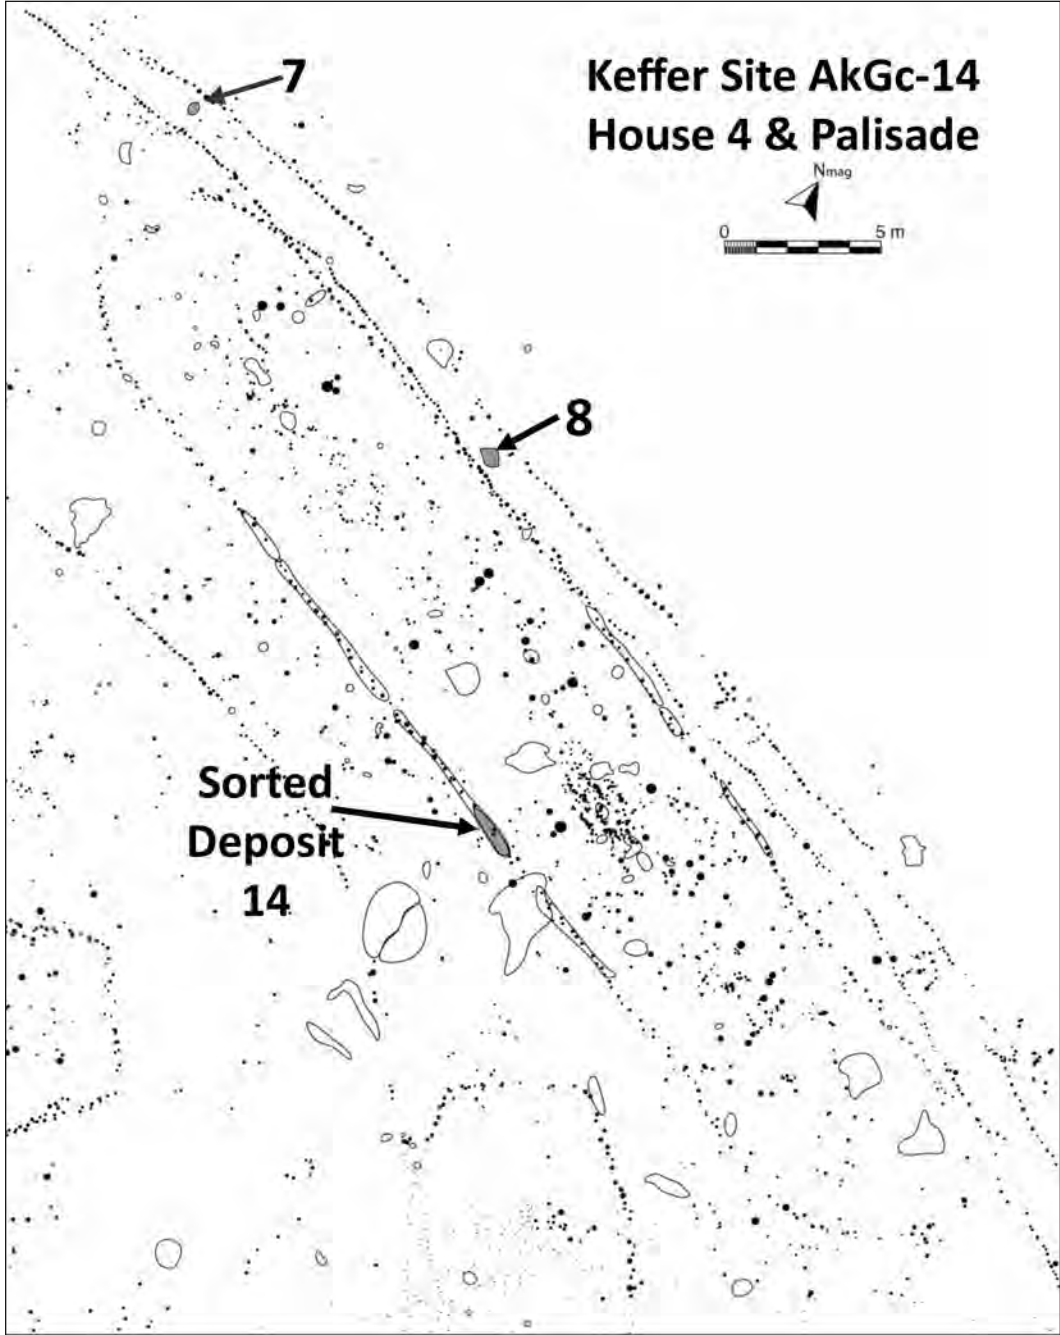 7
Keffer Site AkGc-14
House 4 & Palisade
Nmag
0 5 m
8
Sorted
Deposit
14